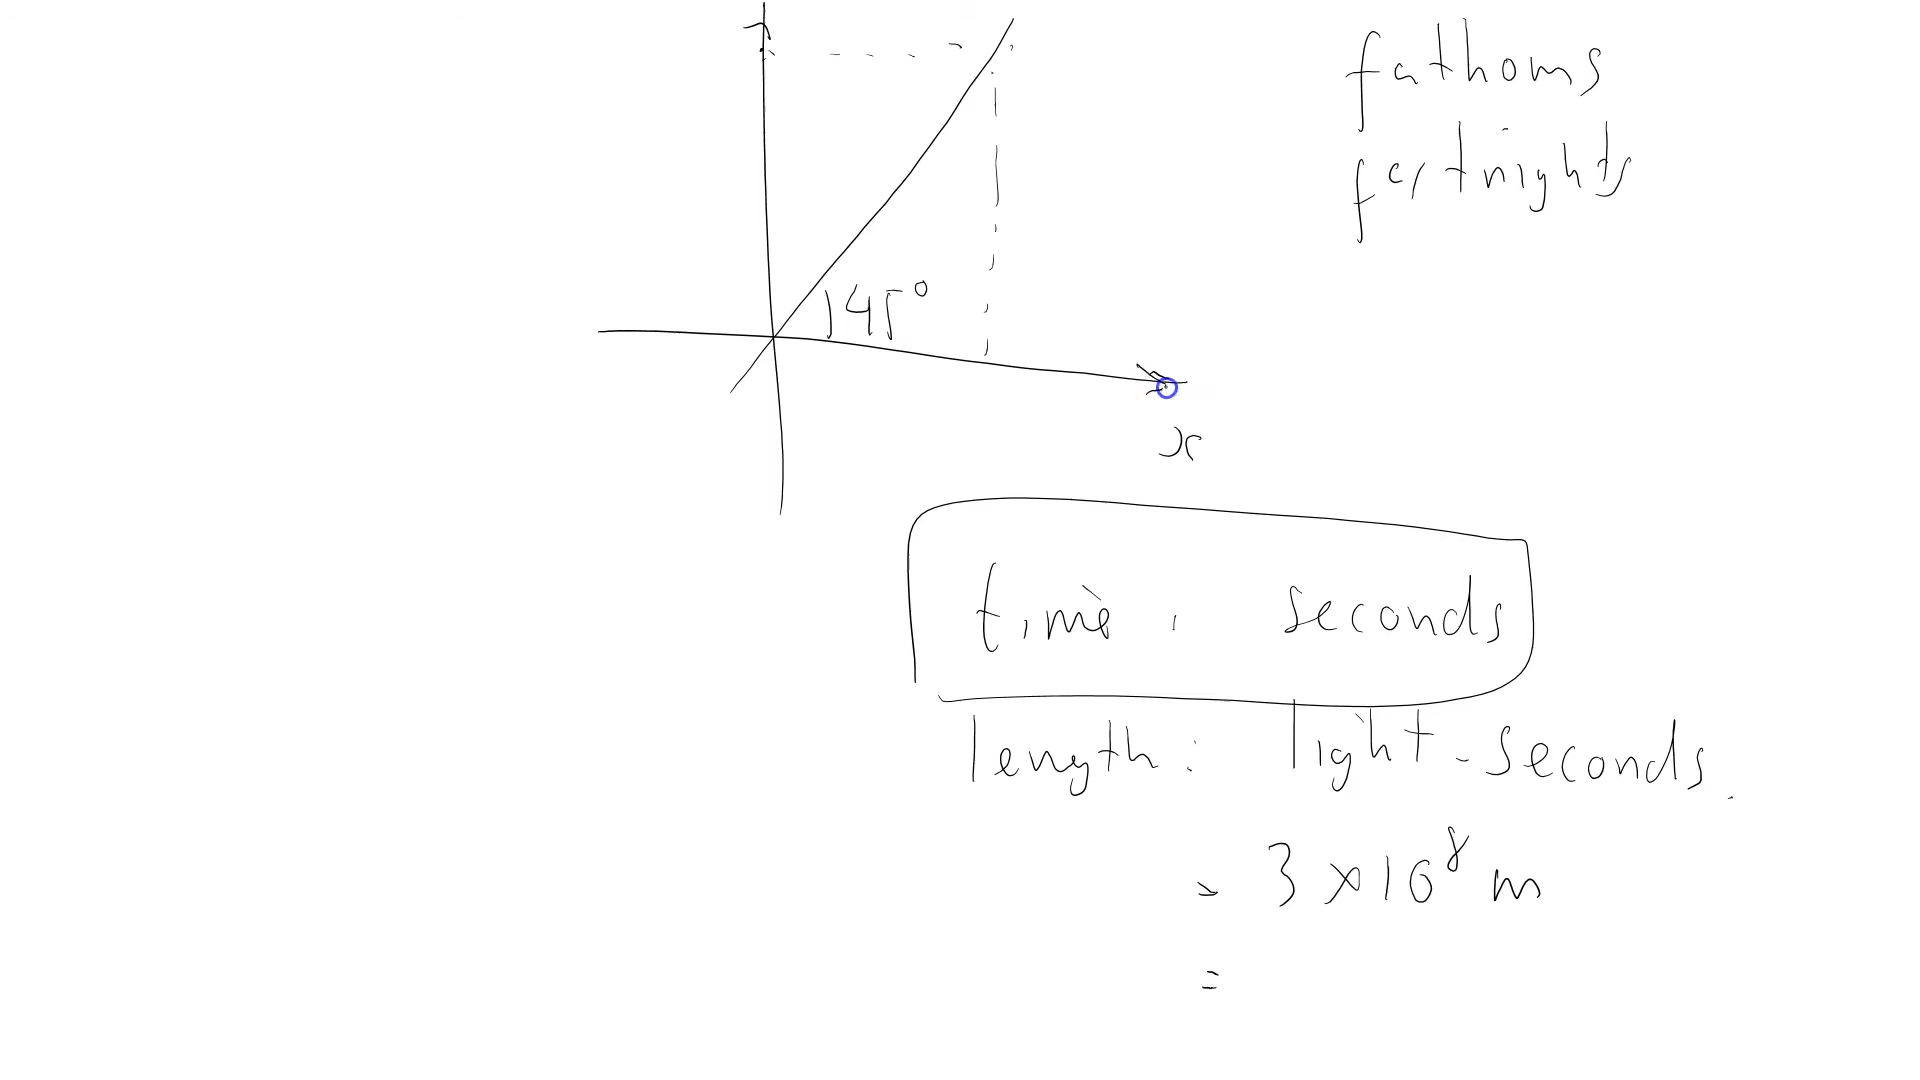 fathoms
fortnights
45°
x
time: seconds
length: light-seconds.
= 3 × 10⁸ m
=